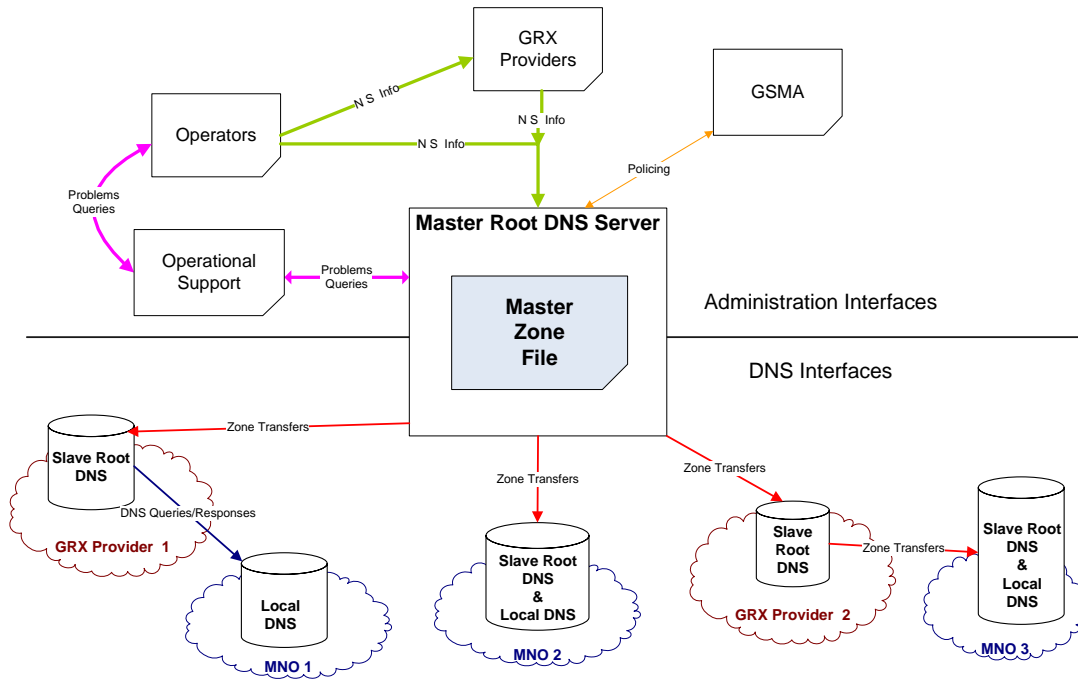 GRX
Providers
GSMA
Operators
N S Info
N S Info
N S Info
Policing
Problems
Queries
Master Root DNS Server
Operational
Support
Problems
Queries
Master
Zone
File
Administration Interfaces
DNS Interfaces
Zone Transfers
Slave Root
DNS
Zone Transfers
Zone Transfers
DNS Queries/Responses
GRX Provider 1
Slave Root
DNS
&
Local DNS
Slave
Root
DNS
Zone Transfers
Slave Root
DNS
&
Local
DNS
Local
DNS
GRX Provider 2
MNO 1
MNO 2
MNO 3